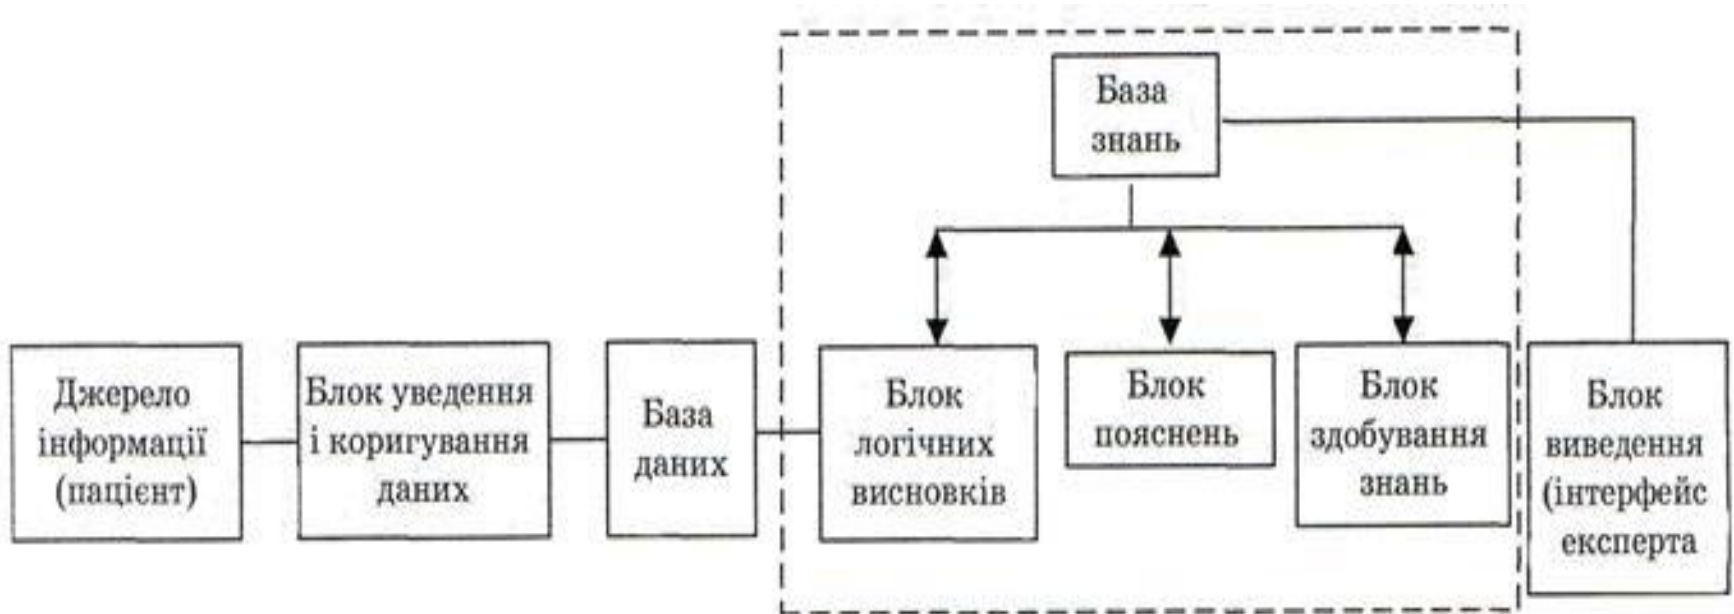 База
знань
Джерело
інформації
(пацієнт)
Блок уведення
і коригування
даних
База
даних
Блок
логічних
висновків
Блок
пояснень
Блок
здобування
знань
Блок
виведення
(інтерфейс
експерта